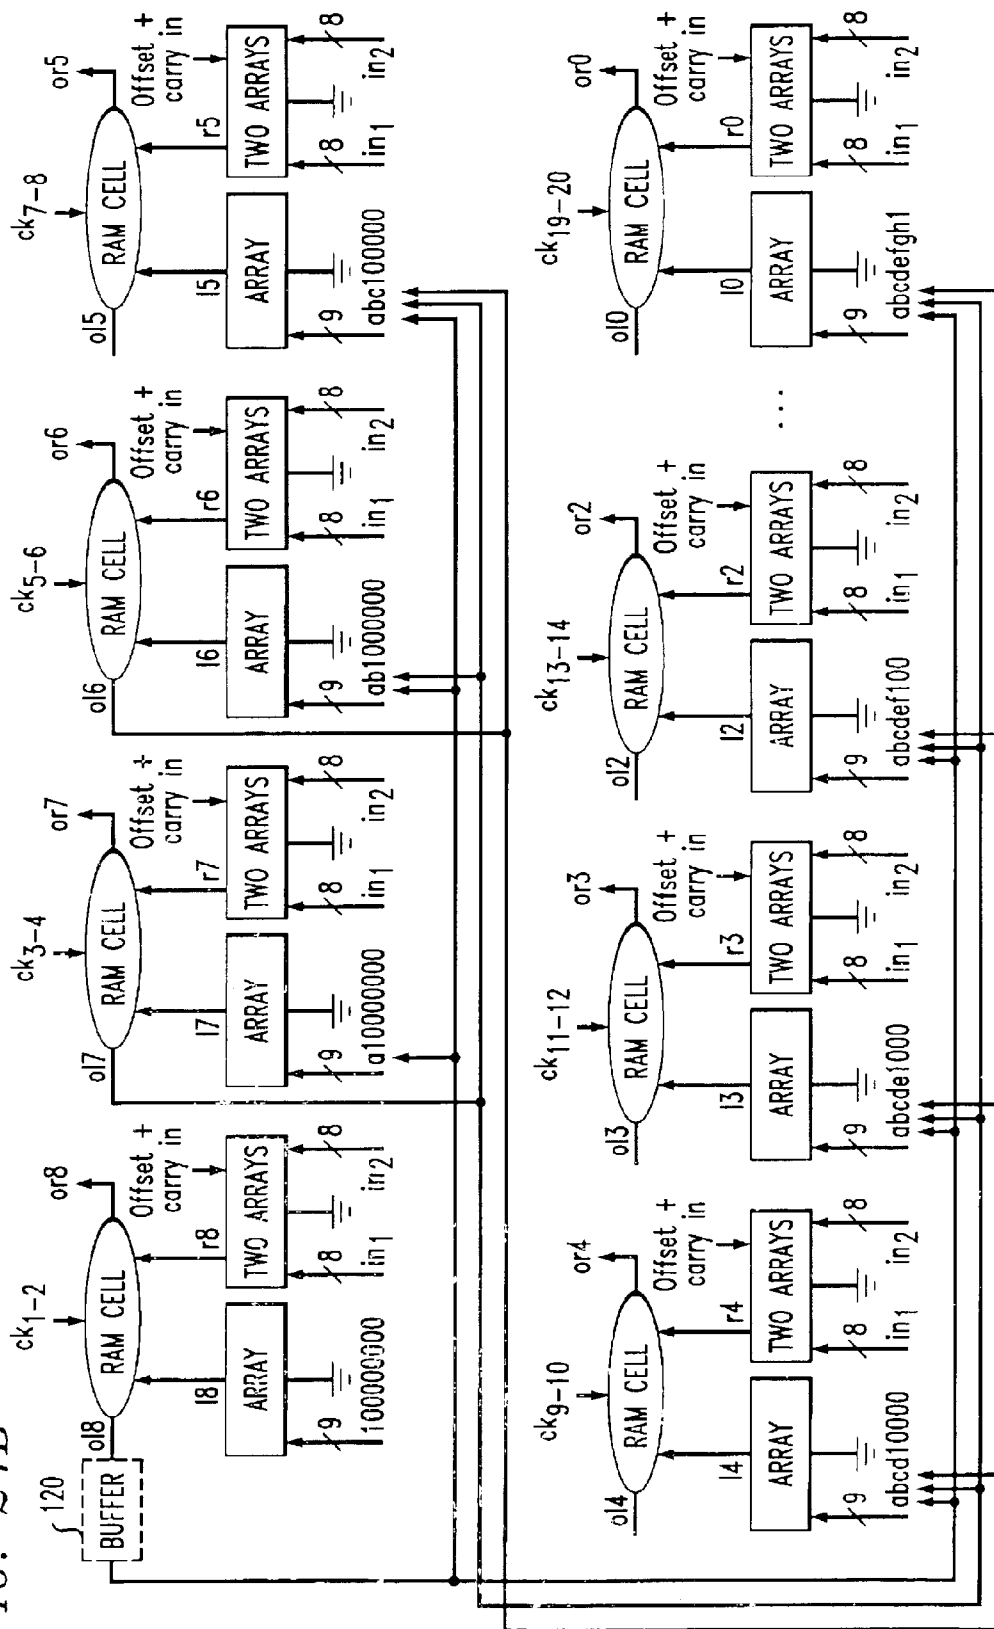 120
BUFFER
ck1-2
ol8
RAM CELL
or8
l8
r8
Offset +
carry in
ARRAY
TWO ARRAYS
9
100000000
8
in1
8
in2
ck3-4
ol7
RAM CELL
or7
l7
r7
Offset +
carry in
ARRAY
TWO ARRAYS
9
a10000000
8
in1
8
in2
ck5-6
ol6
RAM CELL
or6
l6
r6
Offset +
carry in
ARRAY
TWO ARRAYS
9
ab1000000
8
in1
8
in2
ck7-8
ol5
RAM CELL
or5
l5
r5
Offset +
carry in
ARRAY
TWO ARRAYS
9
abc100000
8
in1
8
in2
ck9-10
ol4
RAM CELL
or4
l4
r4
Offset +
carry in
ARRAY
TWO ARRAYS
9
abcd10000
8
in1
8
in2
ck11-12
ol3
RAM CELL
or3
l3
r3
Offset +
carry in
ARRAY
TWO ARRAYS
9
abcde1000
8
in1
8
in2
ck13-14
ol2
RAM CELL
or2
l2
r2
Offset +
carry in
ARRAY
TWO ARRAYS
9
abcdef100
8
in1
8
in2
...
ck19-20
ol0
RAM CELL
or0
l0
r0
Offset +
carry in
ARRAY
TWO ARRAYS
9
abcdefgh1
8
in1
8
in2